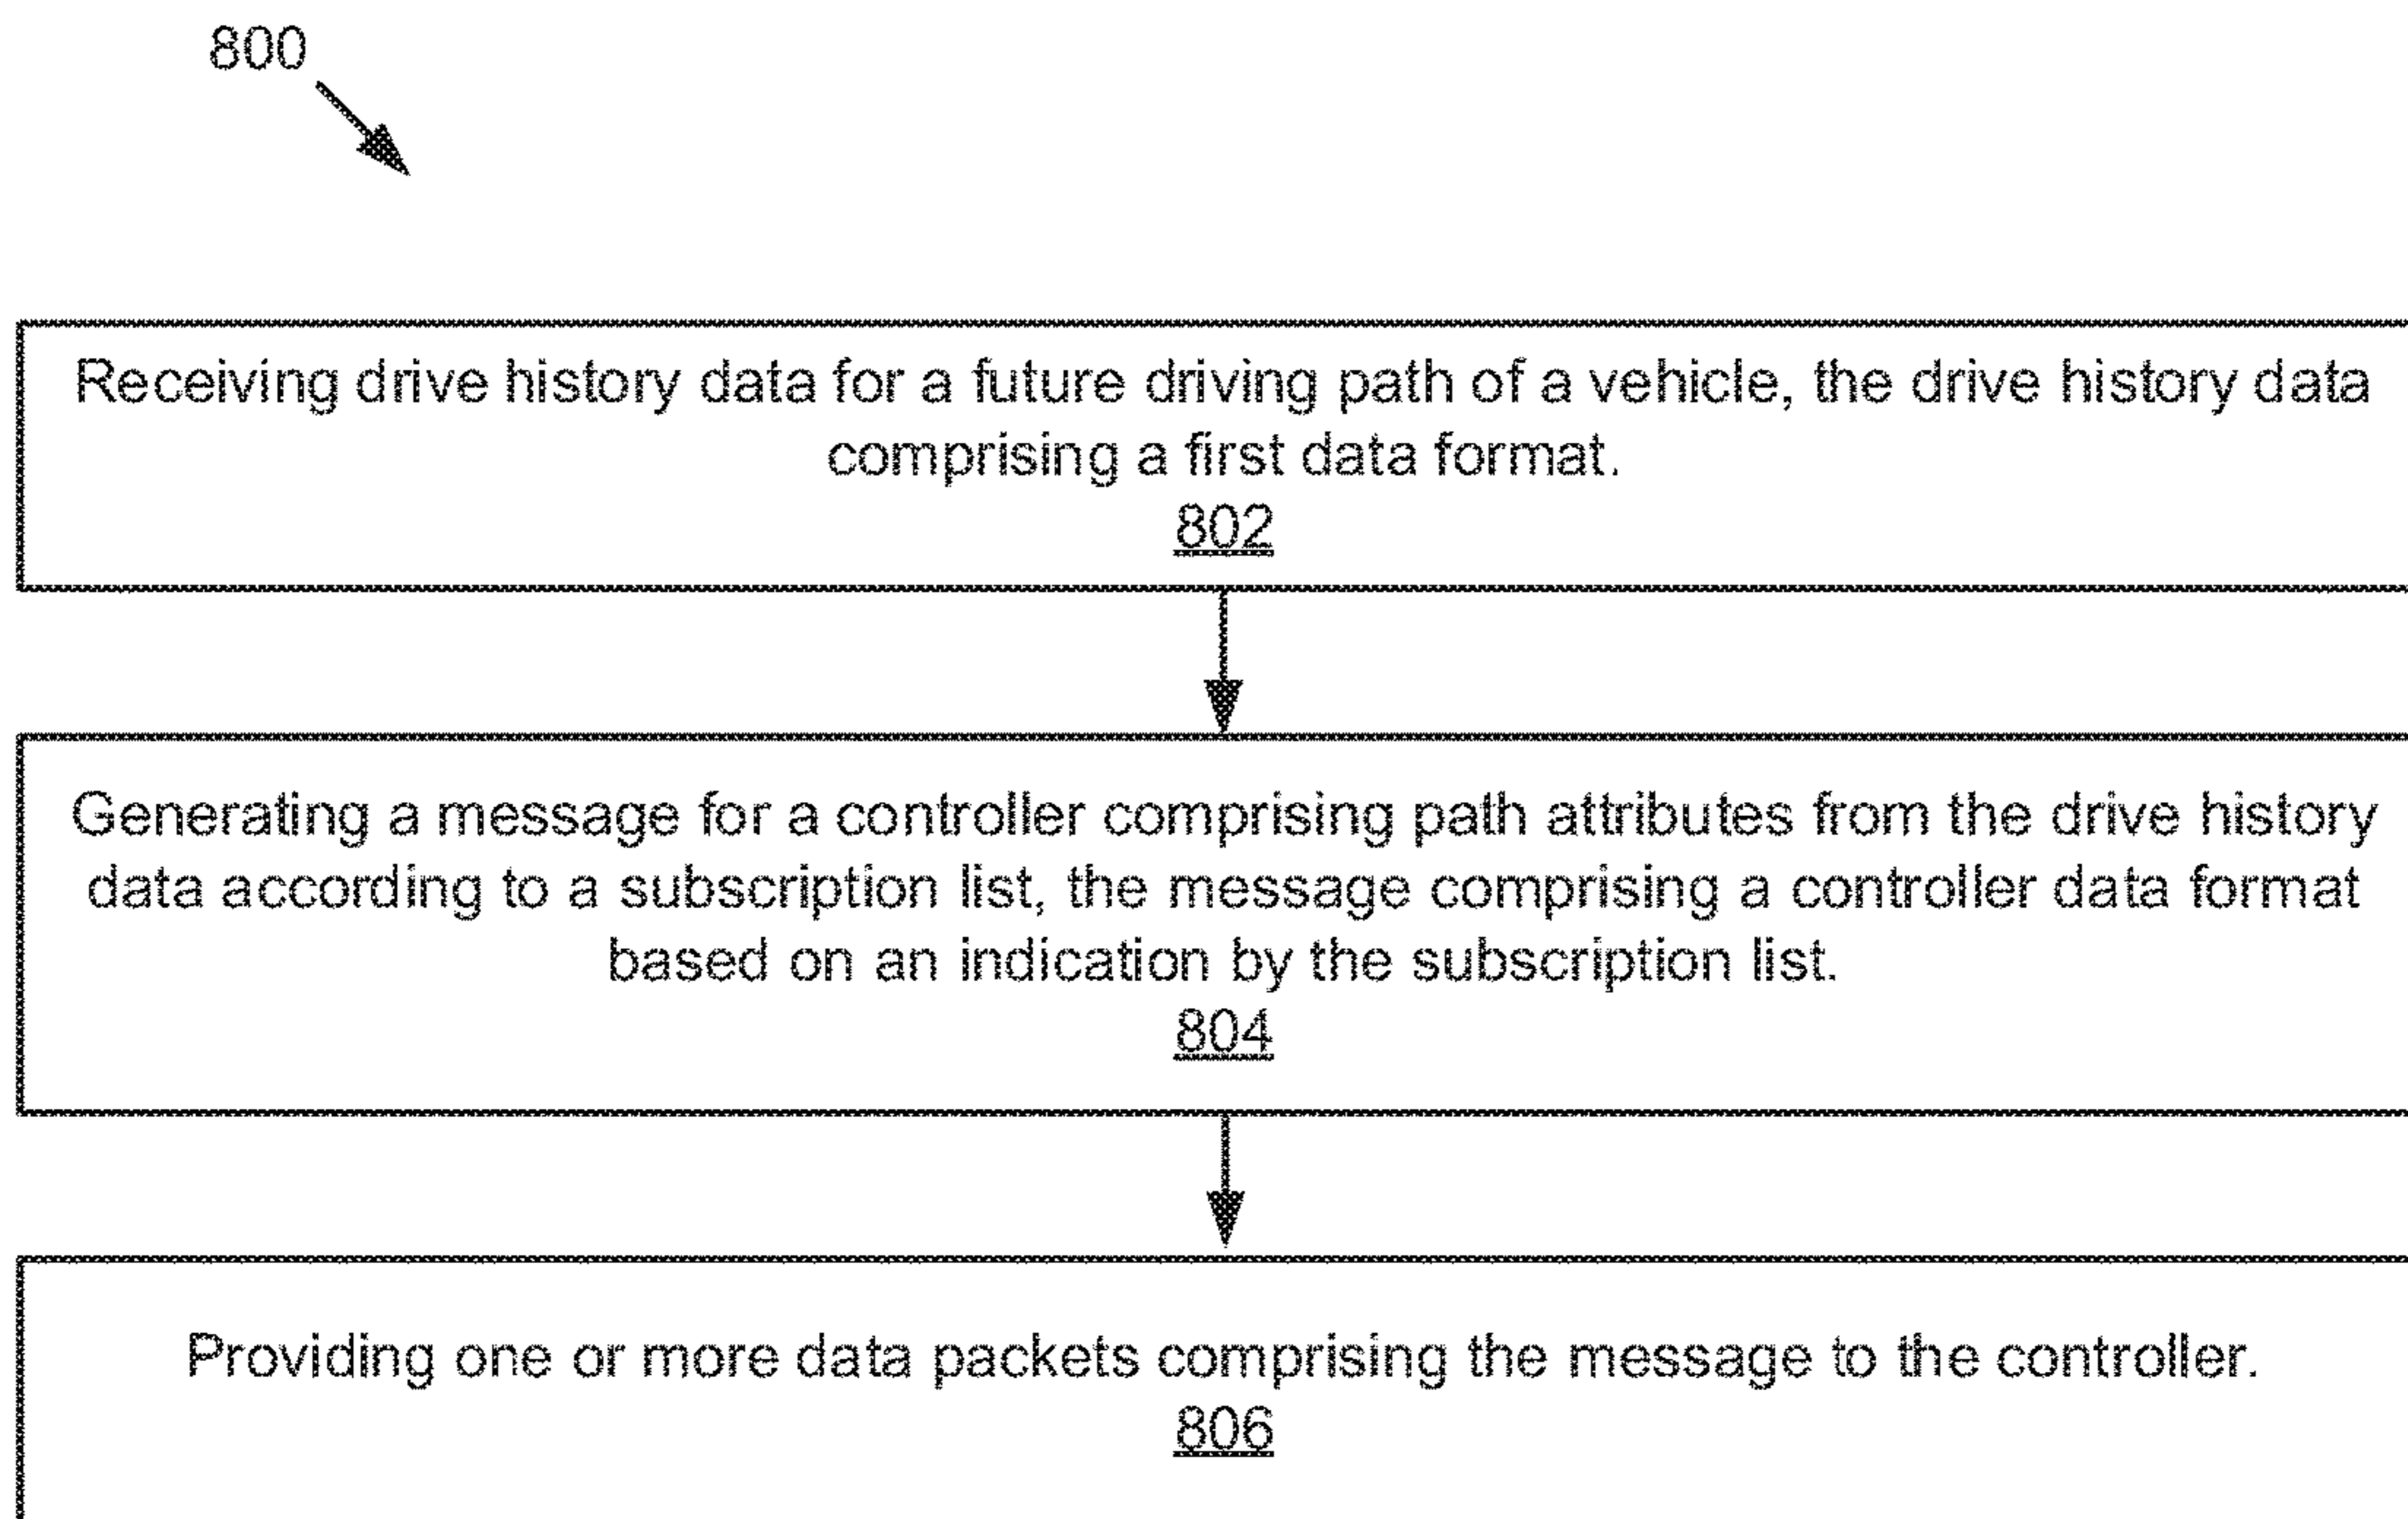 800
Receiving drive history data for a future driving path of a vehicle, the drive history data
comprising a first data format.
802
Generating a message for a controller comprising path attributes from the drive history
data according to a subscription list, the message comprising a controller data format
based on an indication by the subscription list.
804
Providing one or more data packets comprising the message to the controller.
806